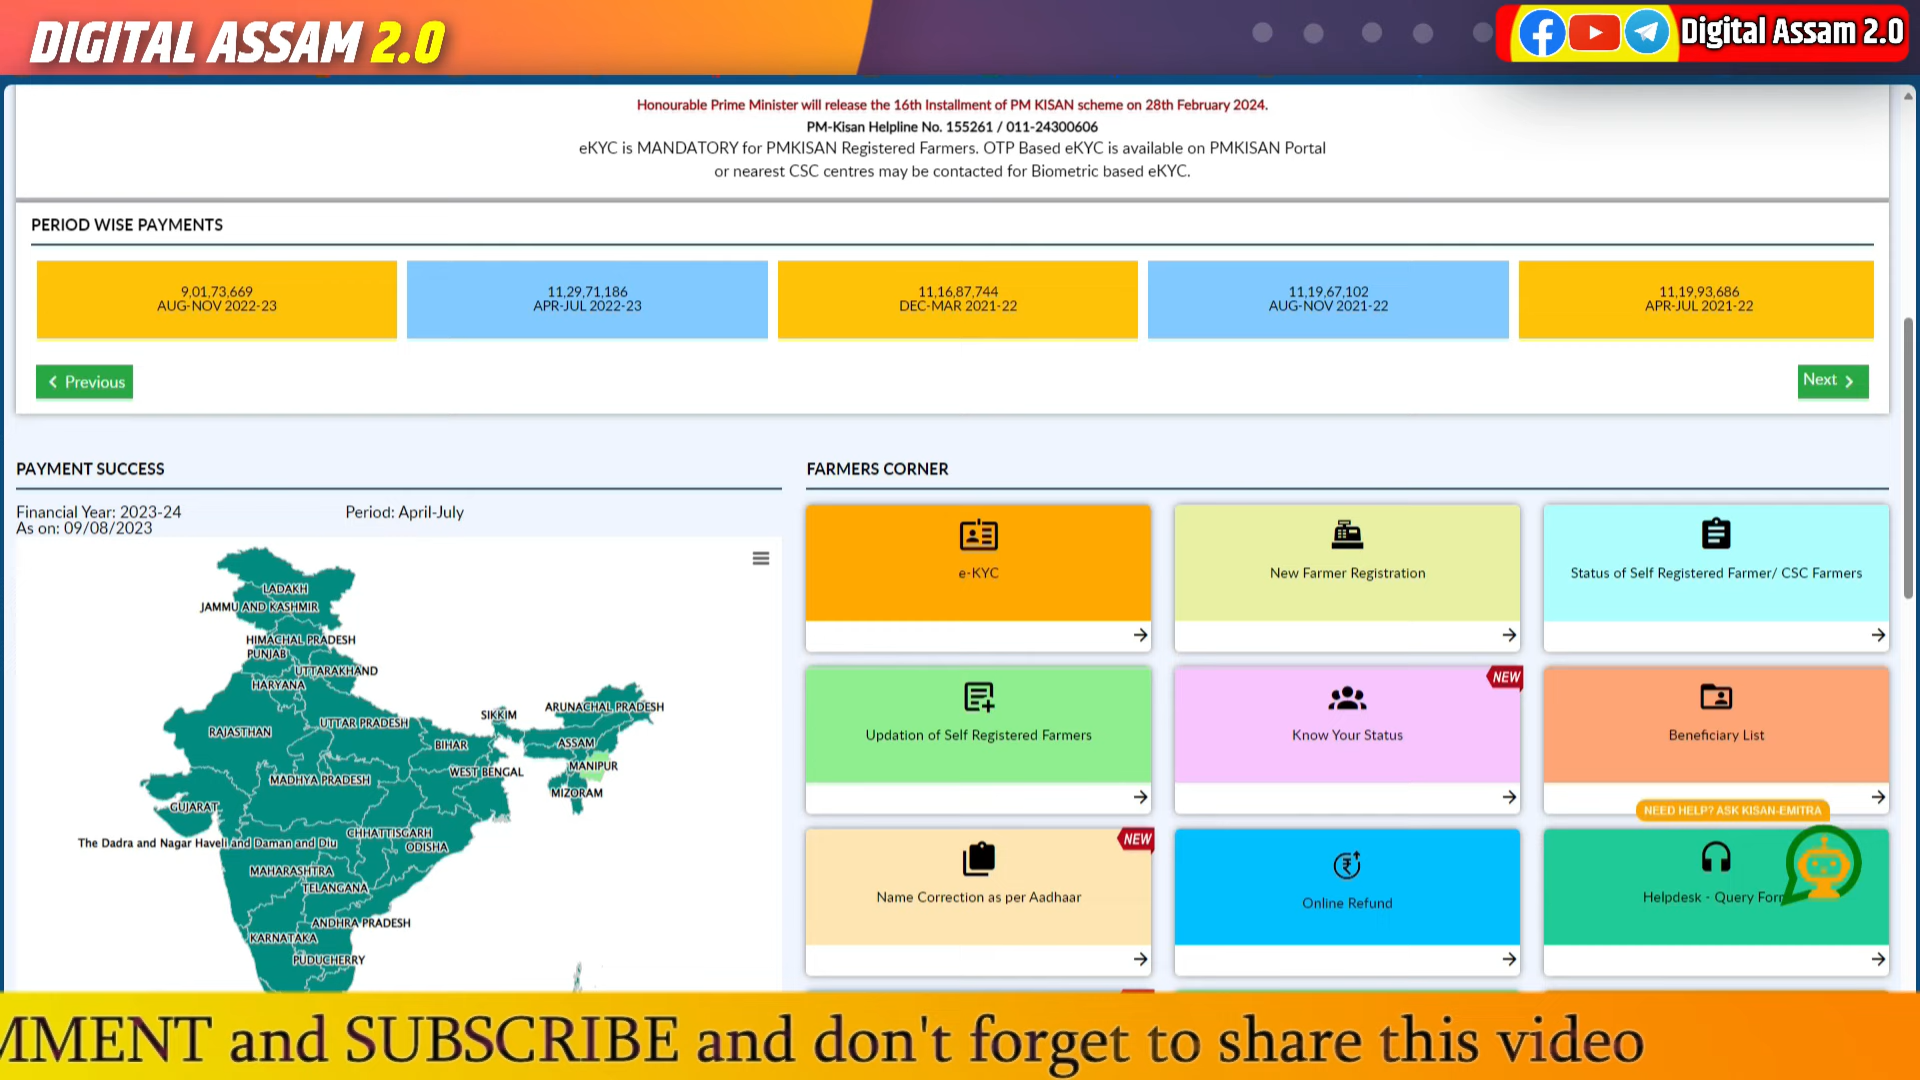 DIGITAL ASSAM 2.0
Digital Assam 2.0
Honourable Prime Minister will release the 16th Installment of PM KISAN scheme on 28th February 2024.
PM-Kisan Helpline No. 155261 / 011-24300606
eKYC is MANDATORY for PMKISAN Registered Farmers. OTP Based eKYC is available on PMKISAN Portal
or nearest CSC centres may be contacted for Biometric based eKYC.
PERIOD WISE PAYMENTS
9,01,73,669
AUG-NOV 2022-23
11,29,71,186
APR-JUL 2022-23
11,16,87,744
DEC-MAR 2021-22
11,19,67,102
AUG-NOV 2021-22
11,19,93,686
APR-JUL 2021-22
Previous
Next
PAYMENT SUCCESS
Financial Year: 2023-24
Period: April-July
As on: 09/08/2023
LADAKH
JAMMU AND KASHMIR
HIMACHAL PRADESH
PUNJAB
UTTARAKHAND
HARYANA
ARUNACHAL PRADESH
SIKKIM
UTTAR PRADESH
RAJASTHAN
ASSAM
BIHAR
MANIPUR
WEST BENGAL
MADHYA PRADESH
MIZORAM
GUJARAT
CHHATTISGARH
The Dadra and Nagar Haveli and Daman and Diu
ODISHA
MAHARASHTRA
TELANGANA
ANDHRA PRADESH
KARNATAKA
PUDUCHERRY
FARMERS CORNER
e-KYC
New Farmer Registration
Status of Self Registered Farmer/ CSC Farmers
Updation of Self Registered Farmers
NEW
Know Your Status
Beneficiary List
NEED HELP? ASK KISAN-EMITRA
NEW
Name Correction as per Aadhaar
Online Refund
Helpdesk - Query Form
MMENT and SUBSCRIBE and don't forget to share this video